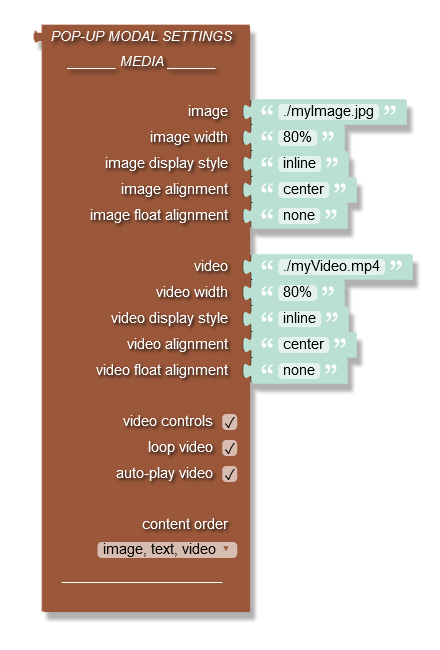 POP-UP MODAL SETTINGS
______ MEDIA ______
image “ ./myImage.jpg ”
image width “ 80% ”
image display style “ inline ”
image alignment “ center ”
image float alignment “ none ”
video “ ./myVideo.mp4 ”
video width “ 80% ”
video display style “ inline ”
video alignment “ center ”
video float alignment “ none ”
video controls ✓
loop video ✓
auto-play video ✓
content order
image, text, video ▾
____________________